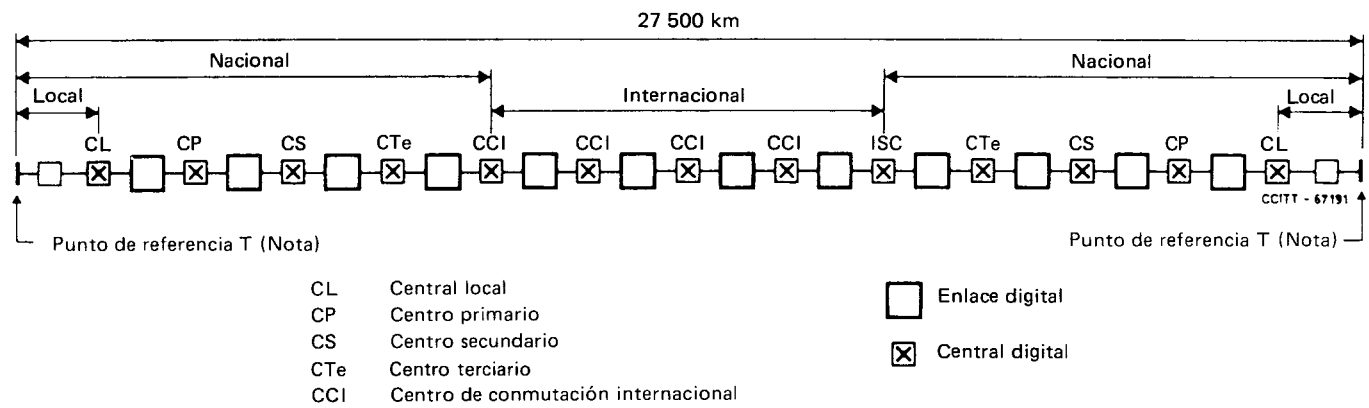 27 500 km
Nacional Nacional
Internacional
Local Local
CL CP CS CTe CCI CCI CCI CCI ISC CTe CS CP CL
CCITT - 67191
Punto de referencia T (Nota) Punto de referencia T (Nota)
CL Central local
CP Centro primario
CS Centro secundario
CTe Centro terciario
CCI Centro de conmutación internacional
Enlace digital
Central digital